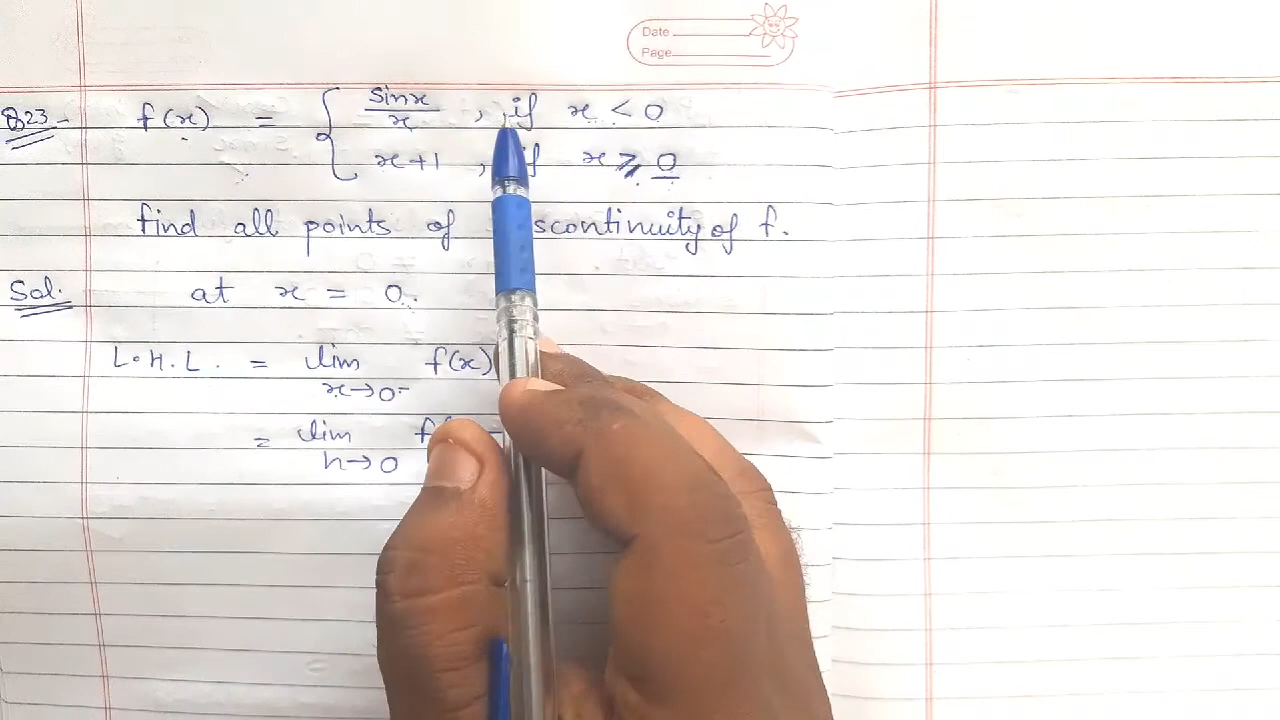 Date
Page
Q23- f(x) = { sinx/x , if x < 0
x+1 , if x ≥ 0
find all points of discontinuity of f.
Sol. at x = 0.
L.H.L. = lim f(x)
x→0-
= lim
h→0